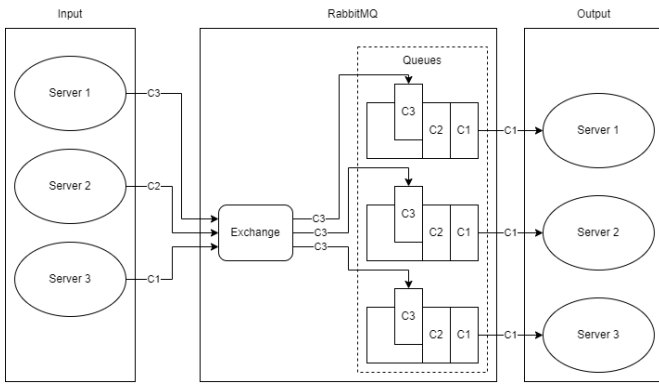 Input
RabbitMQ
Output
Queues
Server 1
C3
C3
C3
C2
C1
C1
Server 1
Server 2
C2
Exchange
C3
C3
C3
C2
C1
C1
Server 2
Server 3
C1
C3
C3
C2
C1
C1
Server 3